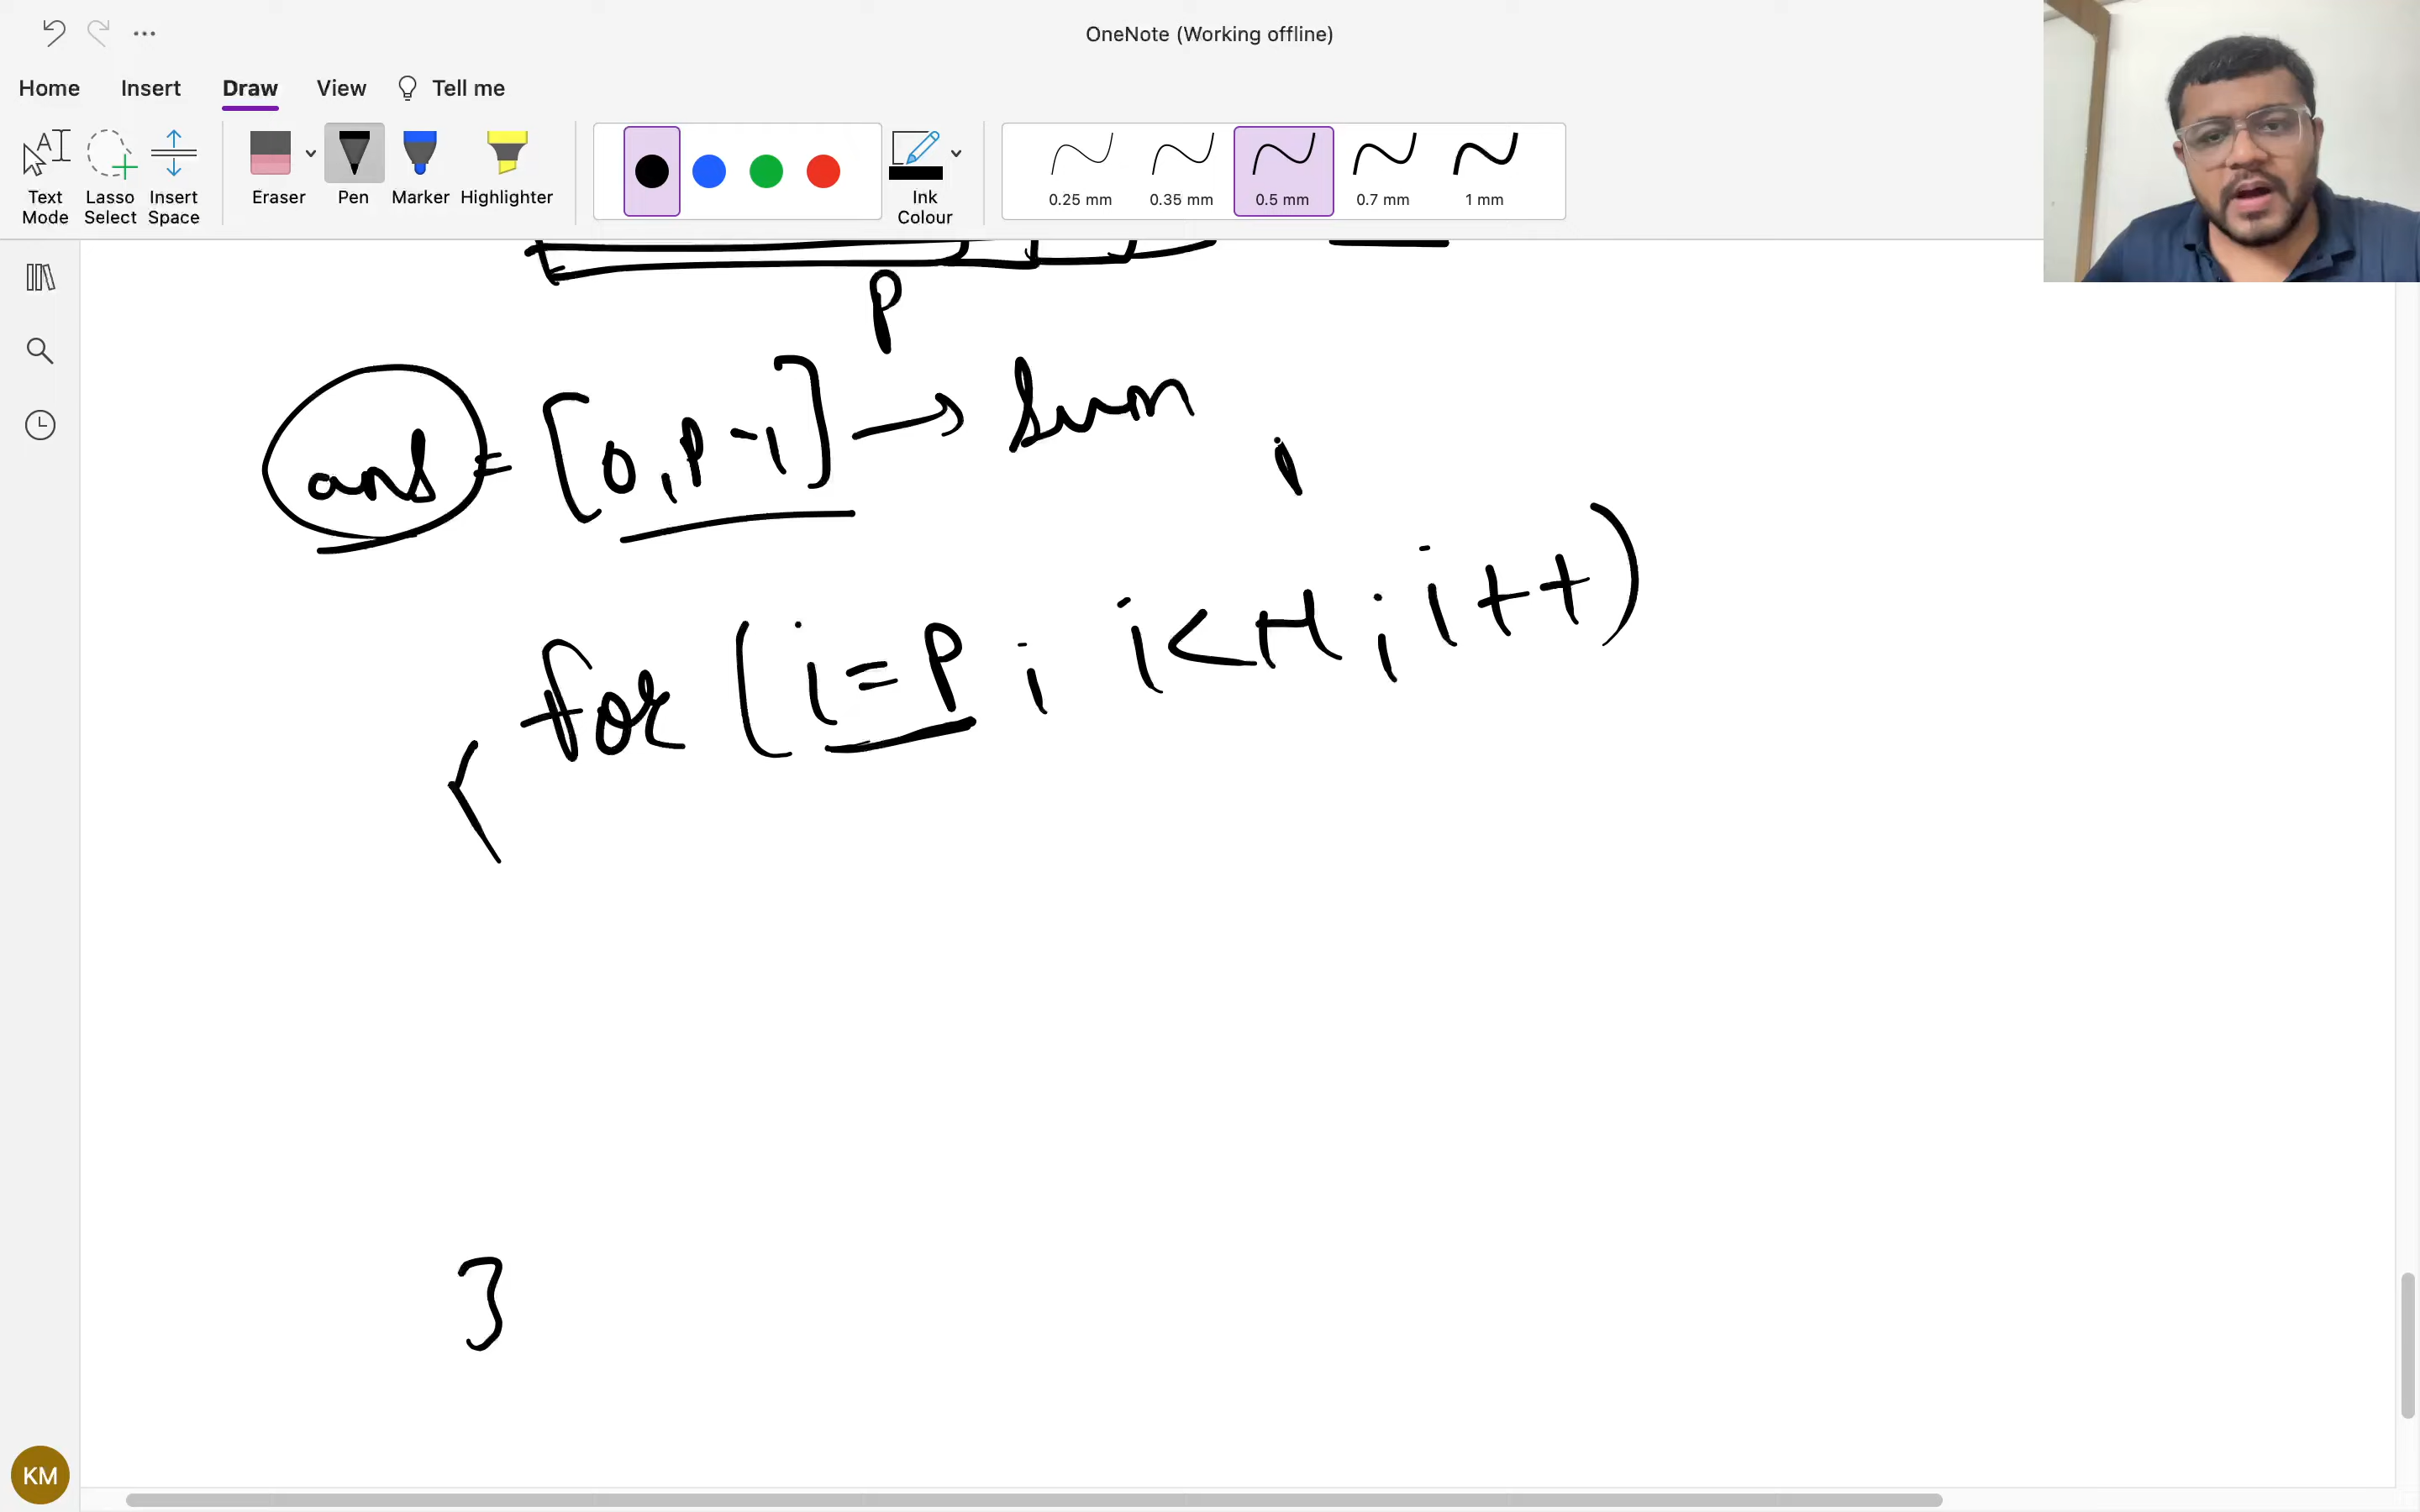 OneNote (Working offline)
Home Insert Draw View Tell me
Text Mode
Lasso Select
Insert Space
Eraser
Pen
Marker
Highlighter
Ink Colour
0.25 mm
0.35 mm
0.5 mm
0.7 mm
1 mm
P
ans = [0,P-1] → Sum ;
for (i=P ; i<n ; i++)
{
}
KM